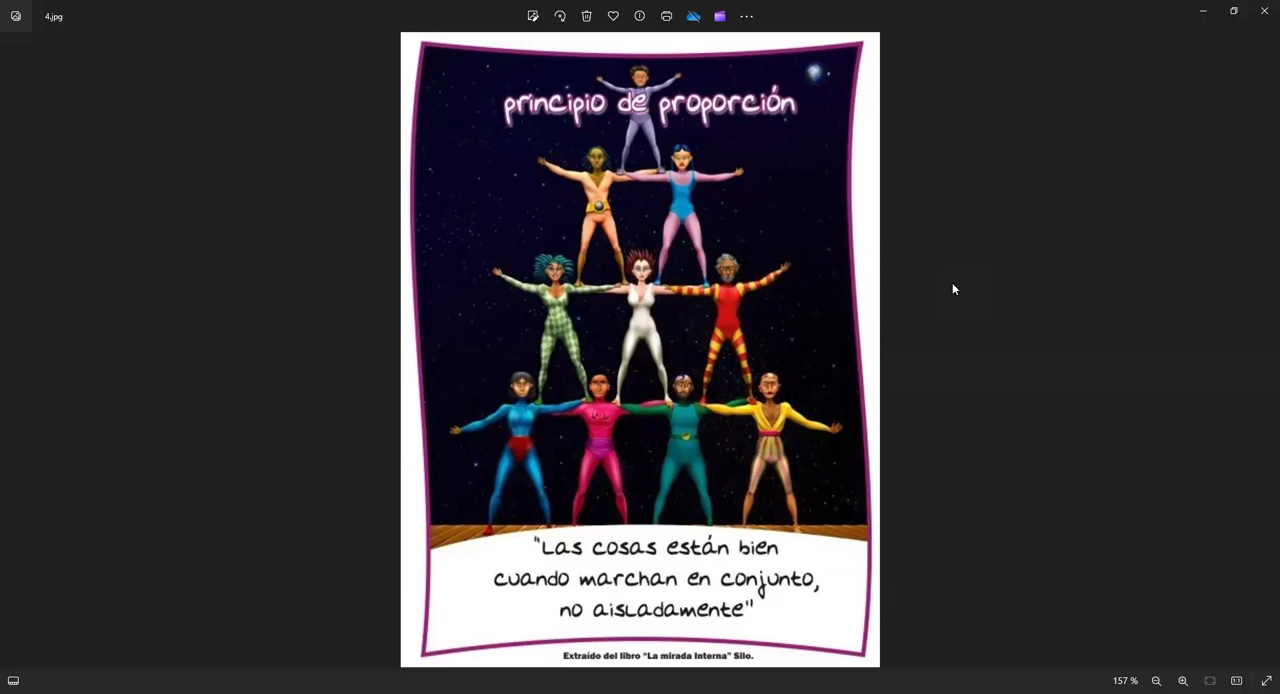 4.jpg
principio de proporción
"Las cosas están bien
cuando marchan en conjunto,
no aisladamente"
Extraído del libro "La mirada Interna" Silo.
157 %